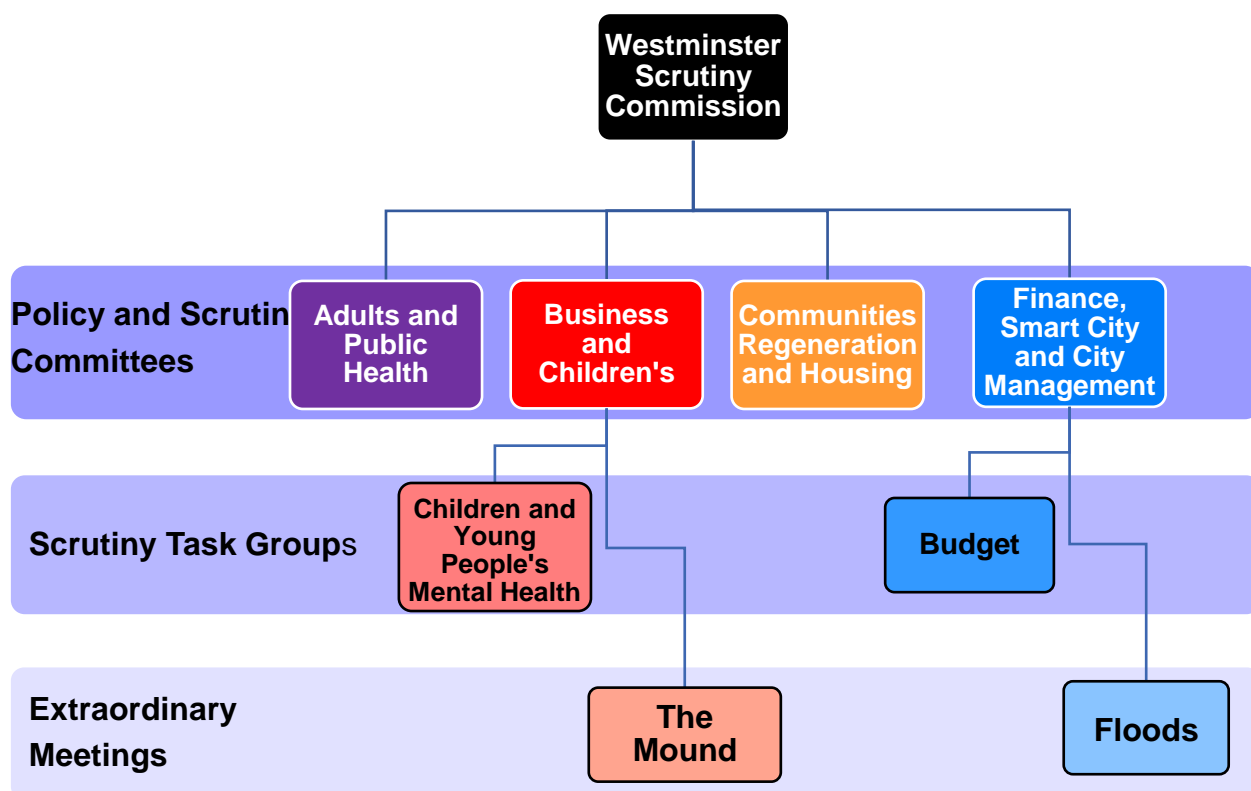 Westminster
Scrutiny
Commission
Policy and Scrutin
Committees
Adults and
Public
Health
Business
and
Children's
Communities
Regeneration
and Housing
Finance,
Smart City
and City
Management
Scrutiny Task Groups
Children and
Young
People's
Mental Health
Budget
Extraordinary
Meetings
The
Mound
Floods